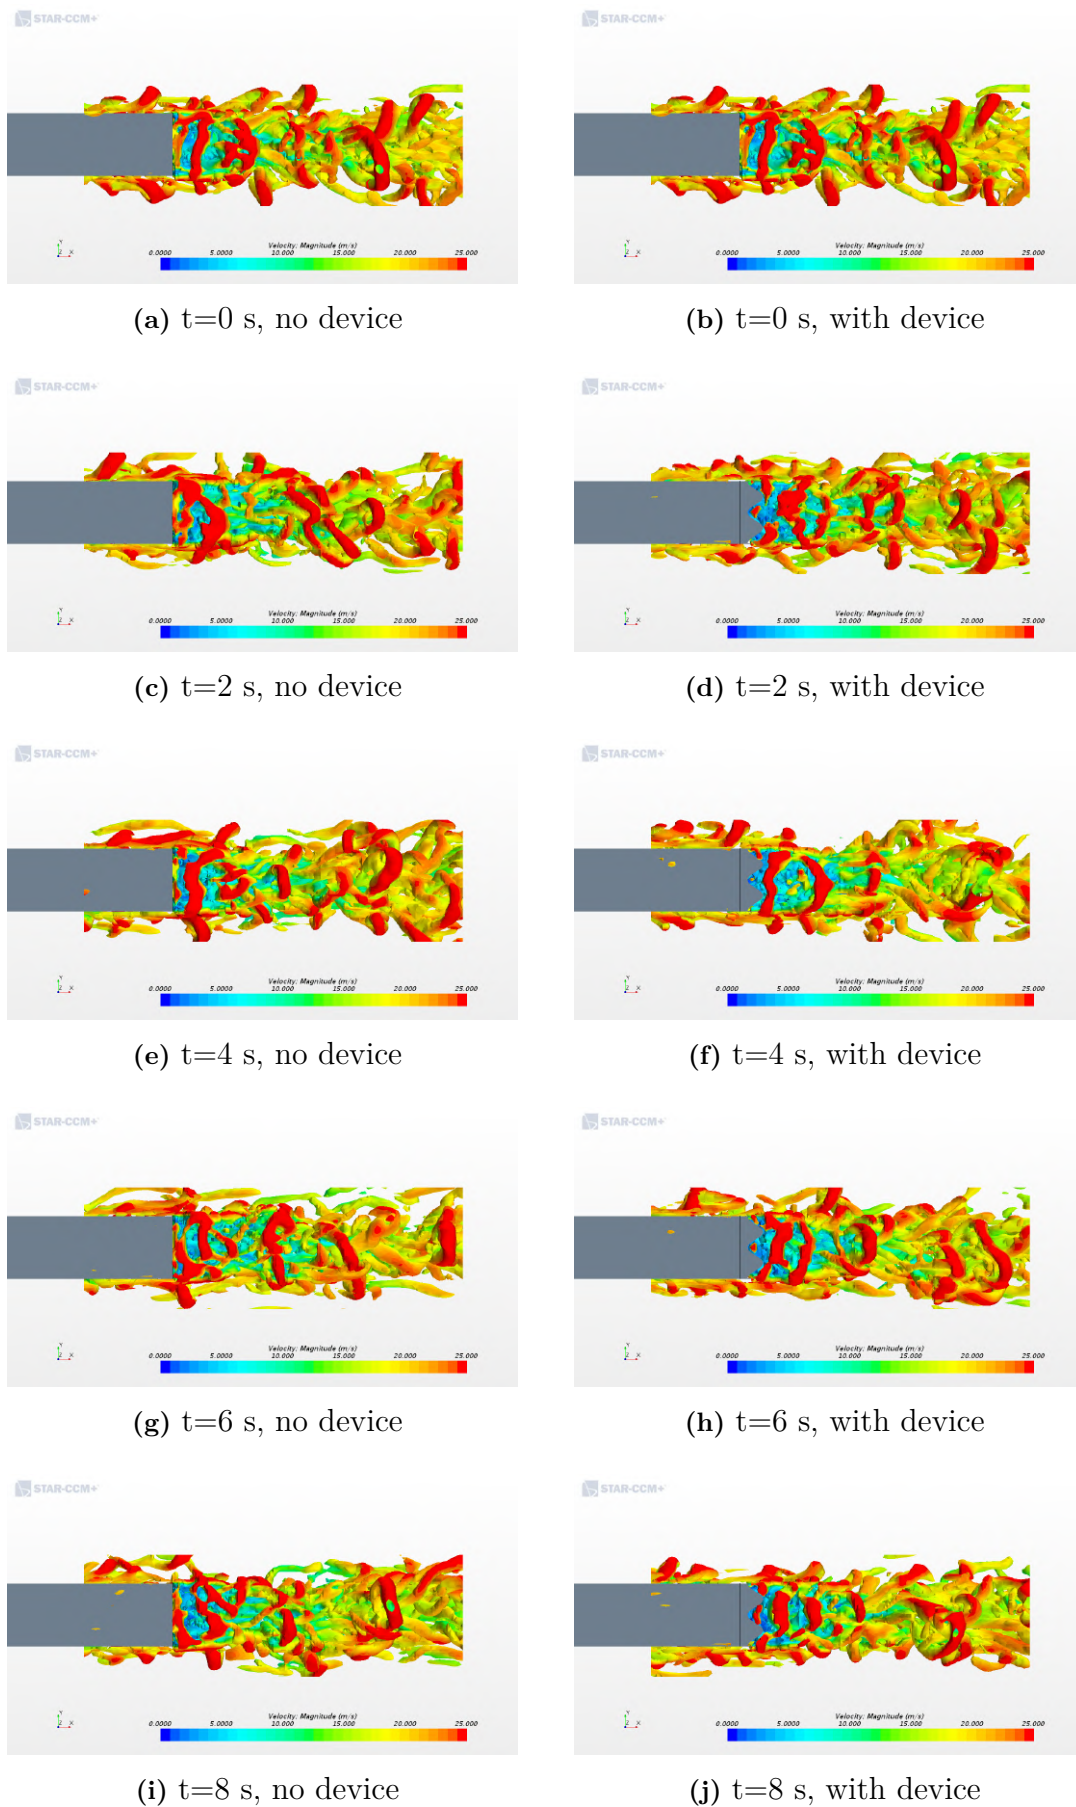 STAR-CCM+ STAR-CCM+
Velocity: Magnitude (m/s) Velocity: Magnitude (m/s)
0.0000 5.0000 10.000 15.000 20.000 25.000 0.0000 5.0000 10.000 15.000 20.000 25.000
Y Z X Y Z X
(a) t=0 s, no device (b) t=0 s, with device
STAR-CCM+ STAR-CCM+
Velocity: Magnitude (m/s) Velocity: Magnitude (m/s)
0.0000 5.0000 10.000 15.000 20.000 25.000 0.0000 5.0000 10.000 15.000 20.000 25.000
Y Z X Y Z X
(c) t=2 s, no device (d) t=2 s, with device
STAR-CCM+ STAR-CCM+
Velocity: Magnitude (m/s) Velocity: Magnitude (m/s)
0.0000 5.0000 10.000 15.000 20.000 25.000 0.0000 5.0000 10.000 15.000 20.000 25.000
Y Z X Y Z X
(e) t=4 s, no device (f) t=4 s, with device
STAR-CCM+ STAR-CCM+
Velocity: Magnitude (m/s) Velocity: Magnitude (m/s)
0.0000 5.0000 10.000 15.000 20.000 25.000 0.0000 5.0000 10.000 15.000 20.000 25.000
Y Z X Y Z X
(g) t=6 s, no device (h) t=6 s, with device
STAR-CCM+ STAR-CCM+
Velocity: Magnitude (m/s) Velocity: Magnitude (m/s)
0.0000 5.0000 10.000 15.000 20.000 25.000 0.0000 5.0000 10.000 15.000 20.000 25.000
Y Z X Y Z X
(i) t=8 s, no device (j) t=8 s, with device